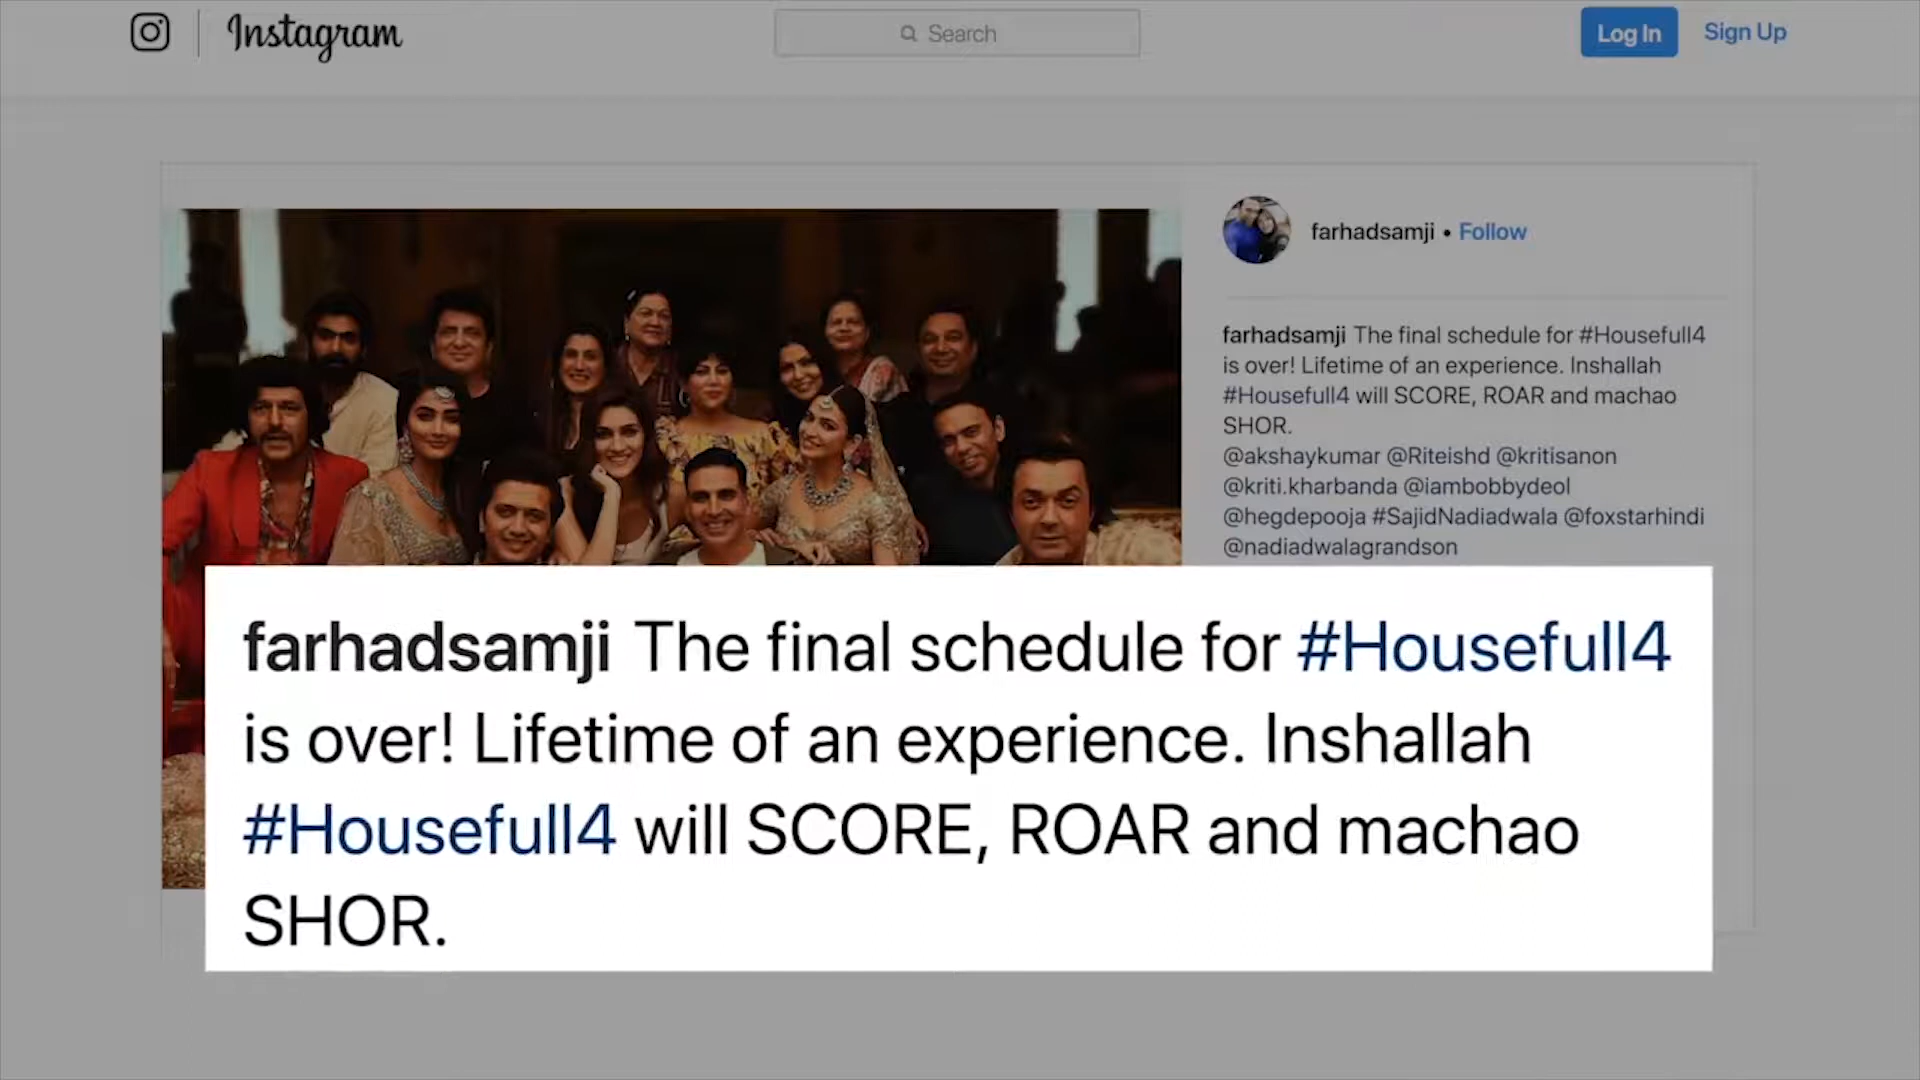 Instagram
Search
Log In
Sign Up
farhadsamji • Follow
farhadsamji The final schedule for #Housefull4
is over! Lifetime of an experience. Inshallah
#Housefull4 will SCORE, ROAR and machao
SHOR.
@akshaykumar @Riteishd @kritisanon
@kriti.kharbanda @iambobbydeol
@hegdepooja #SajidNadiadwala @foxstarhindi
@nadiadwalagrandson
farhadsamji The final schedule for #Housefull4
is over! Lifetime of an experience. Inshallah
#Housefull4 will SCORE, ROAR and machao
SHOR.